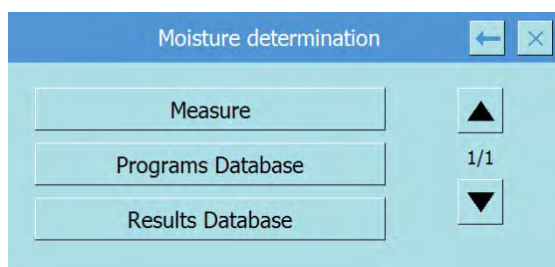 Moisture determination
Measure
Programs Database
1/1
Results Database